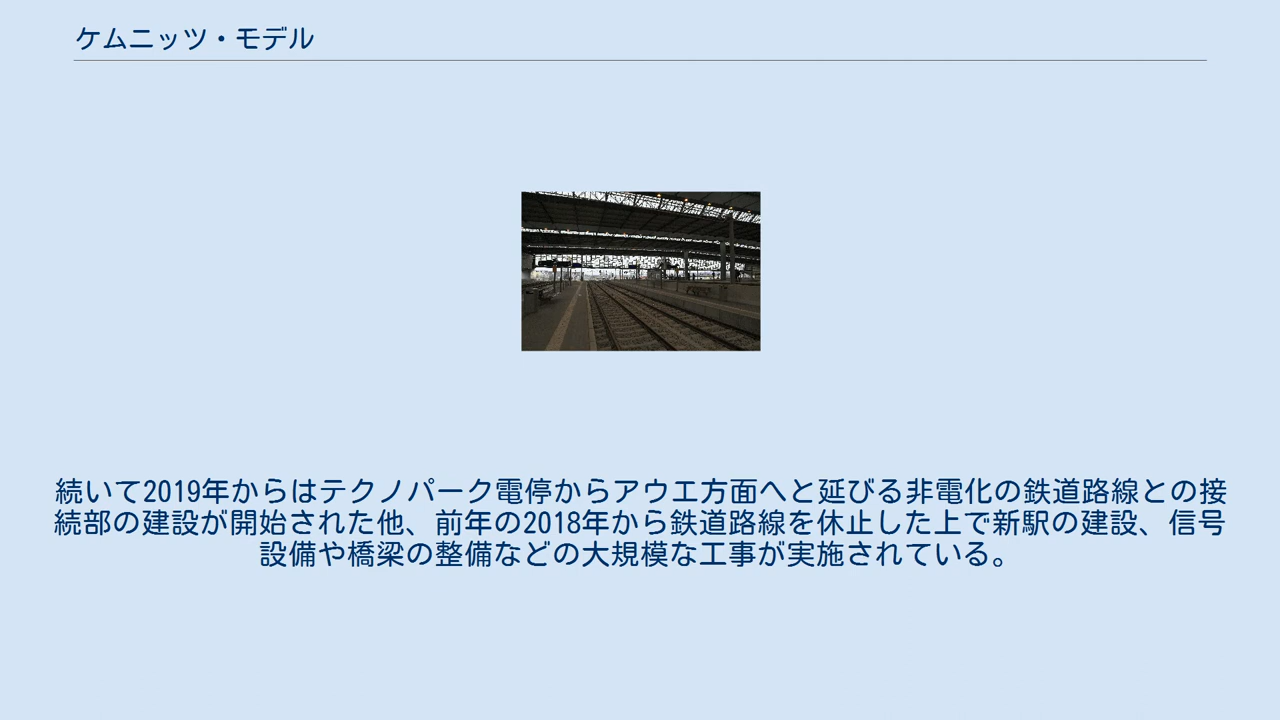 ケムニッツ・モデル
続いて2019年からはテクノパーク電停からアウエ方面へと延びる非電化の鉄道路線との接
続部の建設が開始された他、前年の2018年から鉄道路線を休止した上で新駅の建設、信号
設備や橋梁の整備などの大規模な工事が実施されている。